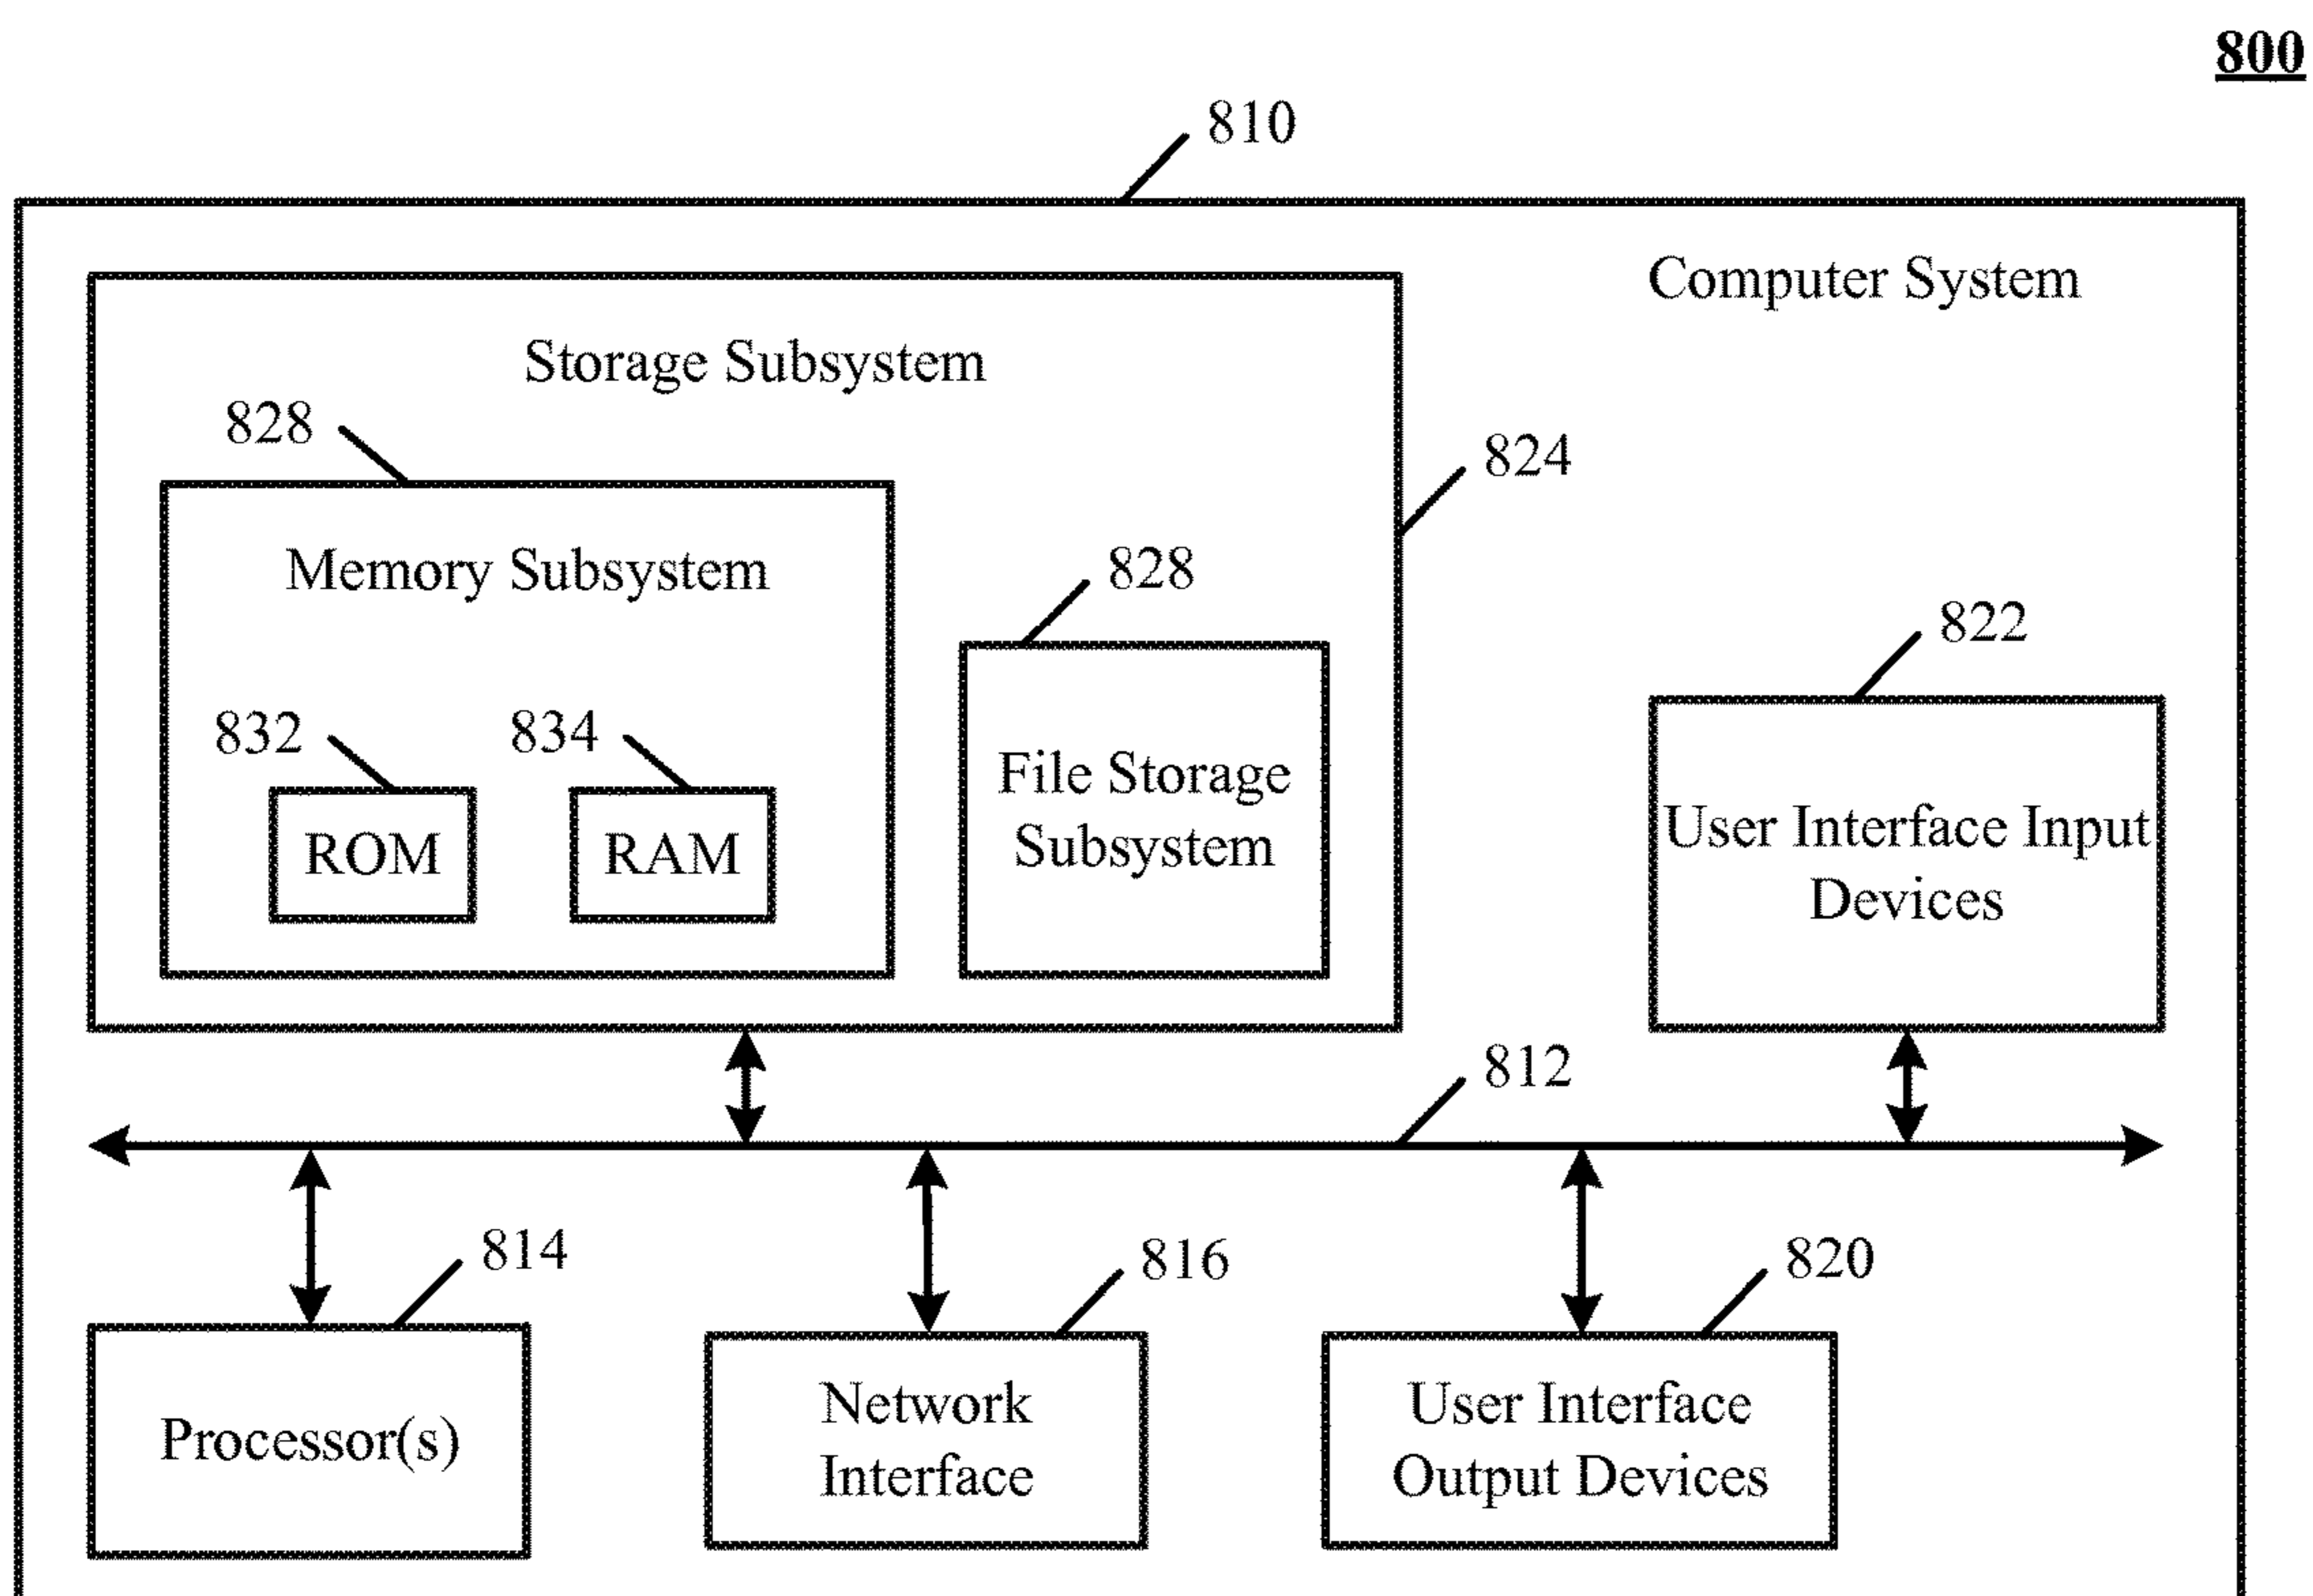 800
810
Computer System
Storage Subsystem
828
824
Memory Subsystem
828
822
832
834
File Storage
Subsystem
ROM
RAM
User Interface Input
Devices
812
814
816
820
Processor(s)
Network
Interface
User Interface
Output Devices